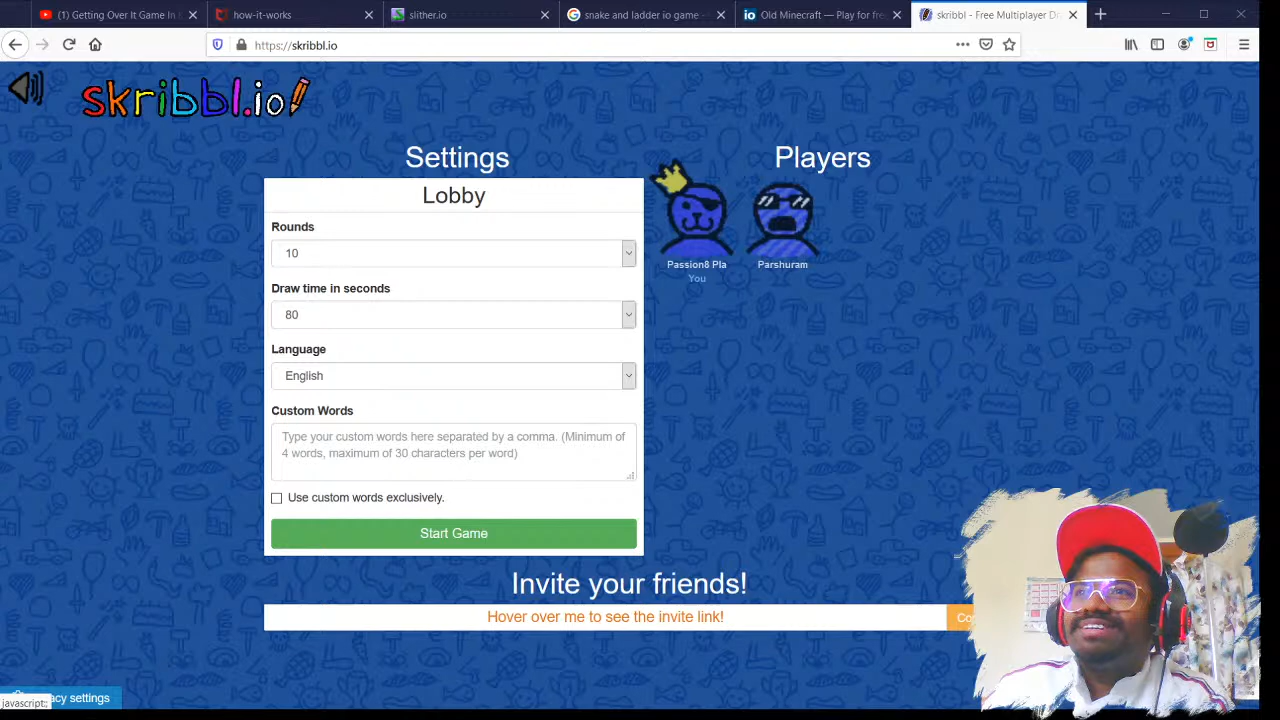 (1) Getting Over It Game In
how-it-works
slither.io
snake and ladder io game -
Old Minecraft — Play for fre
skribbl - Free Multiplayer Dr
https://skribbl.io
skribbl.io
Settings
Players
Lobby
Rounds
10
Passion8 Pla
Parshuram
You
Draw time in seconds
80
Language
English
Custom Words
Type your custom words here separated by a comma. (Minimum of
4 words, maximum of 30 characters per word)
Use custom words exclusively.
Start Game
Invite your friends!
Hover over me to see the invite link!
settings
javascript:;